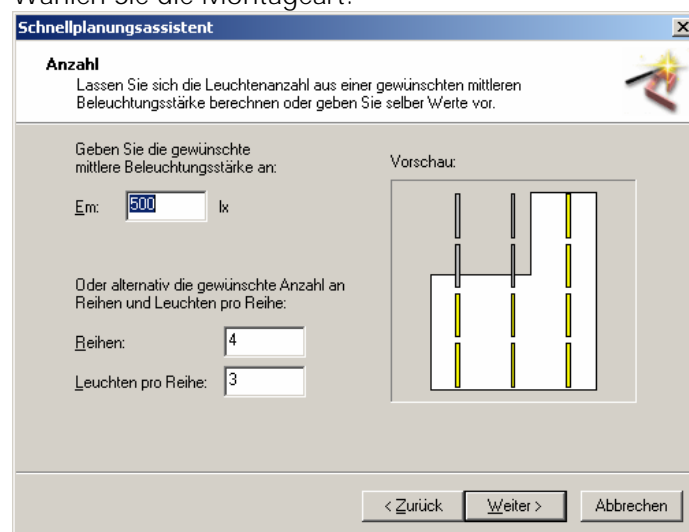 Wählen Sie die Montageart.
Schnellplanungsassistent
Anzahl
Lassen Sie sich die Leuchtenanzahl aus einer gewünschten mittleren
Beleuchtungsstärke berechnen oder geben Sie selber Werte vor.
Geben Sie die gewünschte
mittlere Beleuchtungsstärke an:
Vorschau:
Em: 500 lx
Oder alternativ die gewünschte Anzahl an
Reihen und Leuchten pro Reihe:
Reihen: 4
Leuchten pro Reihe: 3
< Zurück Weiter > Abbrechen